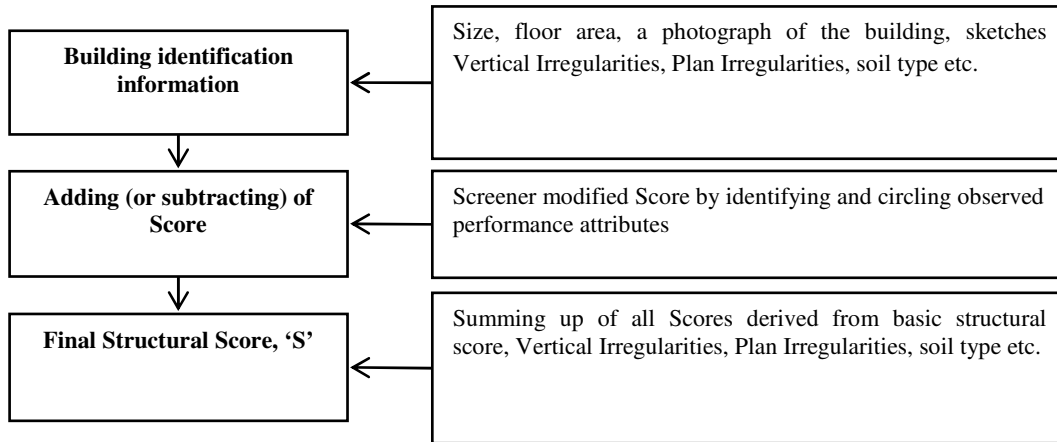 Building identification
information
Size, floor area, a photograph of the building, sketches
Vertical Irregularities, Plan Irregularities, soil type etc.
Adding (or subtracting) of
Score
Screener modified Score by identifying and circling observed
performance attributes
Final Structural Score, ‘S’
Summing up of all Scores derived from basic structural
score, Vertical Irregularities, Plan Irregularities, soil type etc.